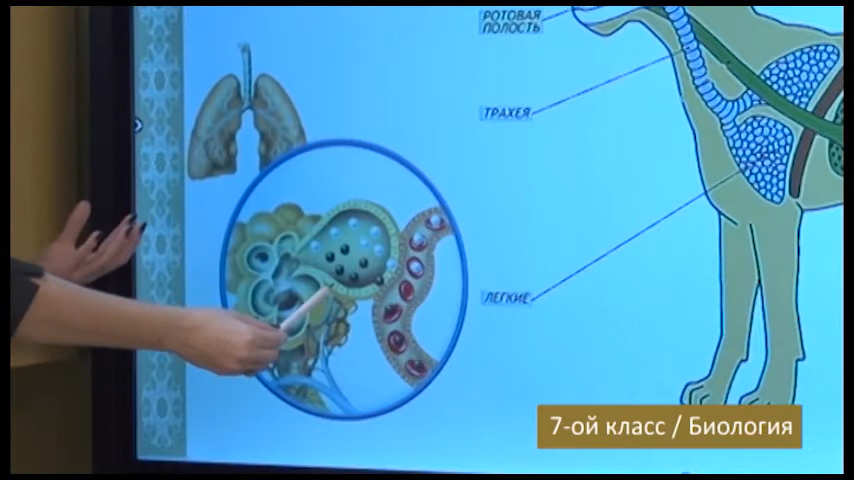 РОТОВАЯ
ПОЛОСТЬ
ТРАХЕЯ
ЛЕГКИЕ
7-ой класс / Биология